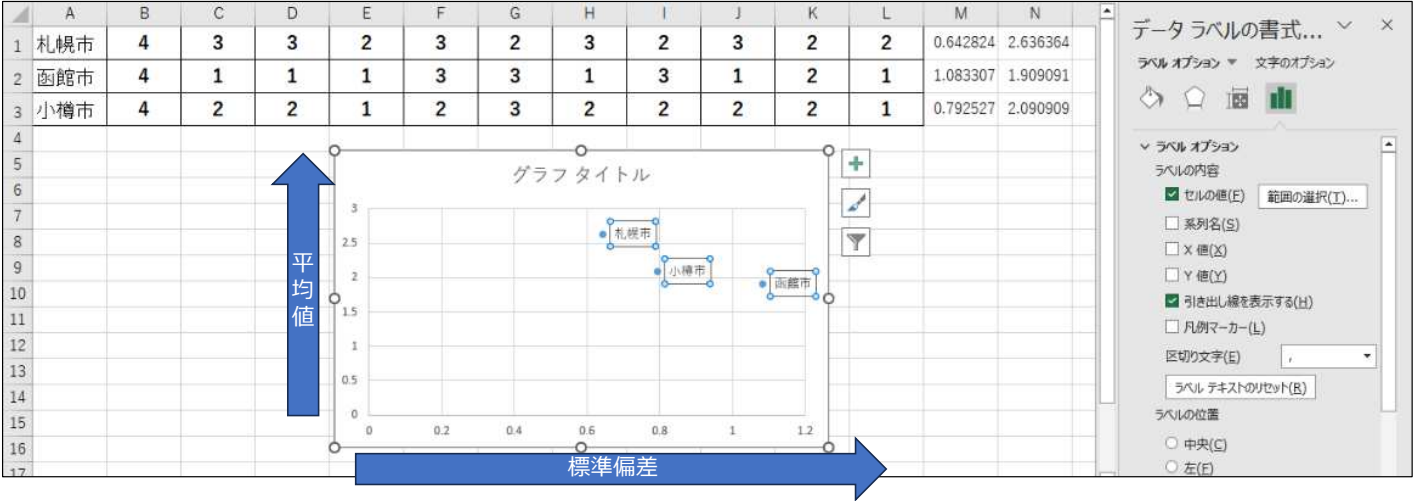 A B C D E F G H I J K L M N
1 札幌市 4 3 3 2 3 2 3 2 3 2 2 0.642824 2.636364
2 函館市 4 1 1 1 3 3 1 3 1 2 1 1.083307 1.909091
3 小樽市 4 2 2 1 2 3 2 2 2 2 1 0.792527 2.090909
4
5
6
7
8
9
10
11
12
13
14
15
16
17
平均値
グラフ タイトル
3
2.5
2
1.5
1
0.5
0
札幌市
小樽市
函館市
0 0.2 0.4 0.6 0.8 1 1.2
標準偏差
データ ラベルの書式...
ラベル オプション 文字のオプション
ラベル オプション
ラベルの内容
セルの値(F) 範囲の選択(T)...
系列名(S)
X 値(X)
Y 値(Y)
引き出し線を表示する(H)
凡例マーカー(L)
区切り文字(E) ,
ラベル テキストのリセット(R)
ラベルの位置
中央(C)
左(F)